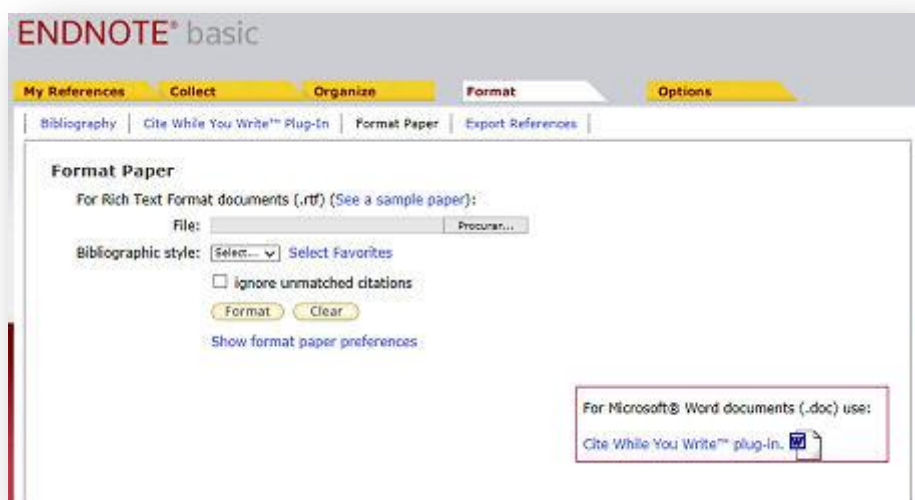 ENDNOTE® basic
My References Collect Organize Format Options
Bibliography Cite While You Write™ Plug-In Format Paper Export References
Format Paper
For Rich Text Format documents (.rtf) (See a sample paper):
File: Procurar...
Bibliographic style: Select... Select Favorites
ignore unmatched citations
Format Clear
Show format paper preferences
For Microsoft® Word documents (.doc) use:
Cite While You Write™ plug-in. W